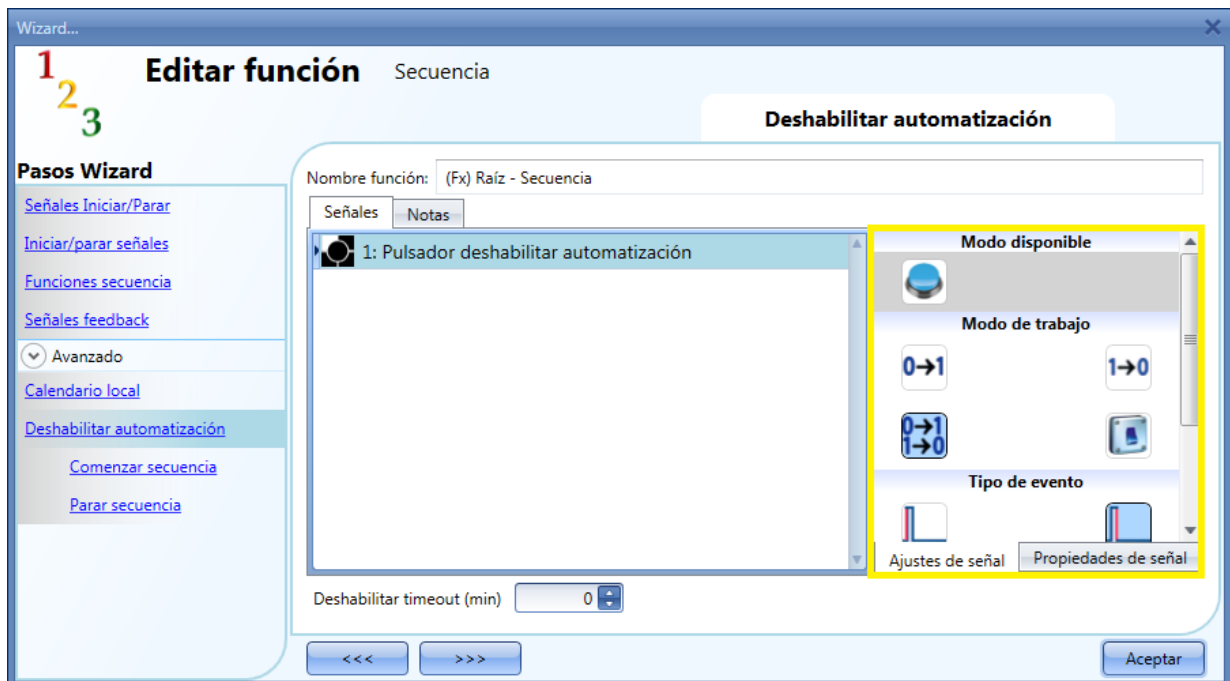 Wizard...
1
2
3
Editar función
Secuencia
Deshabilitar automatización
Pasos Wizard
Señales Iniciar/Parar
Iniciar/parar señales
Funciones secuencia
Señales feedback
Avanzado
Calendario local
Deshabilitar automatización
Comenzar secuencia
Parar secuencia
Nombre función: (Fx) Raíz - Secuencia
Señales Notas
1: Pulsador deshabilitar automatización
Modo disponible
Modo de trabajo
0→1 1→0
0→1
1→0
Tipo de evento
Ajustes de señal Propiedades de señal
Deshabilitar timeout (min) 0
<<< >>> Aceptar